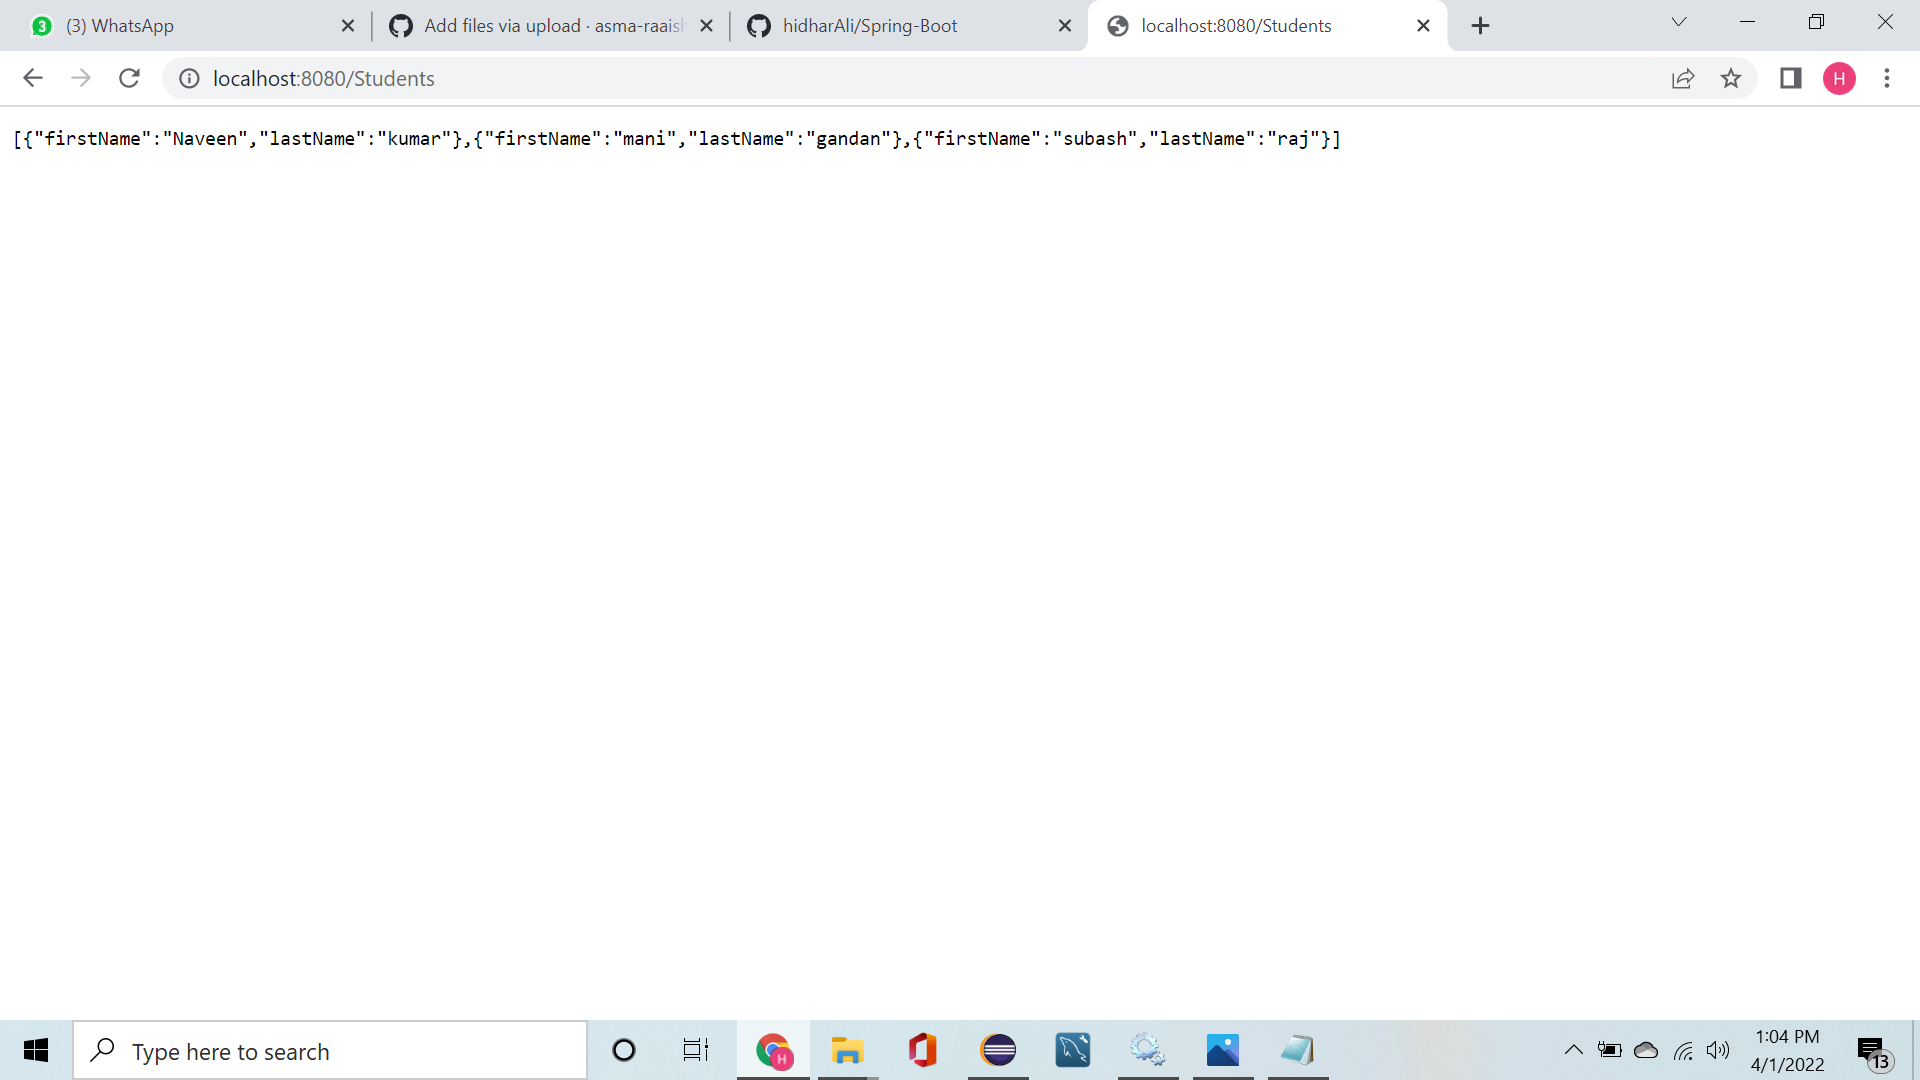 3 (3) WhatsApp
Add files via upload · asma-raaish
hidharAli/Spring-Boot
localhost:8080/Students
localhost:8080/Students
H
[{"firstName":"Naveen","lastName":"kumar"},{"firstName":"mani","lastName":"gandan"},{"firstName":"subash","lastName":"raj"}]
Type here to search
H
1:04 PM
4/1/2022
13